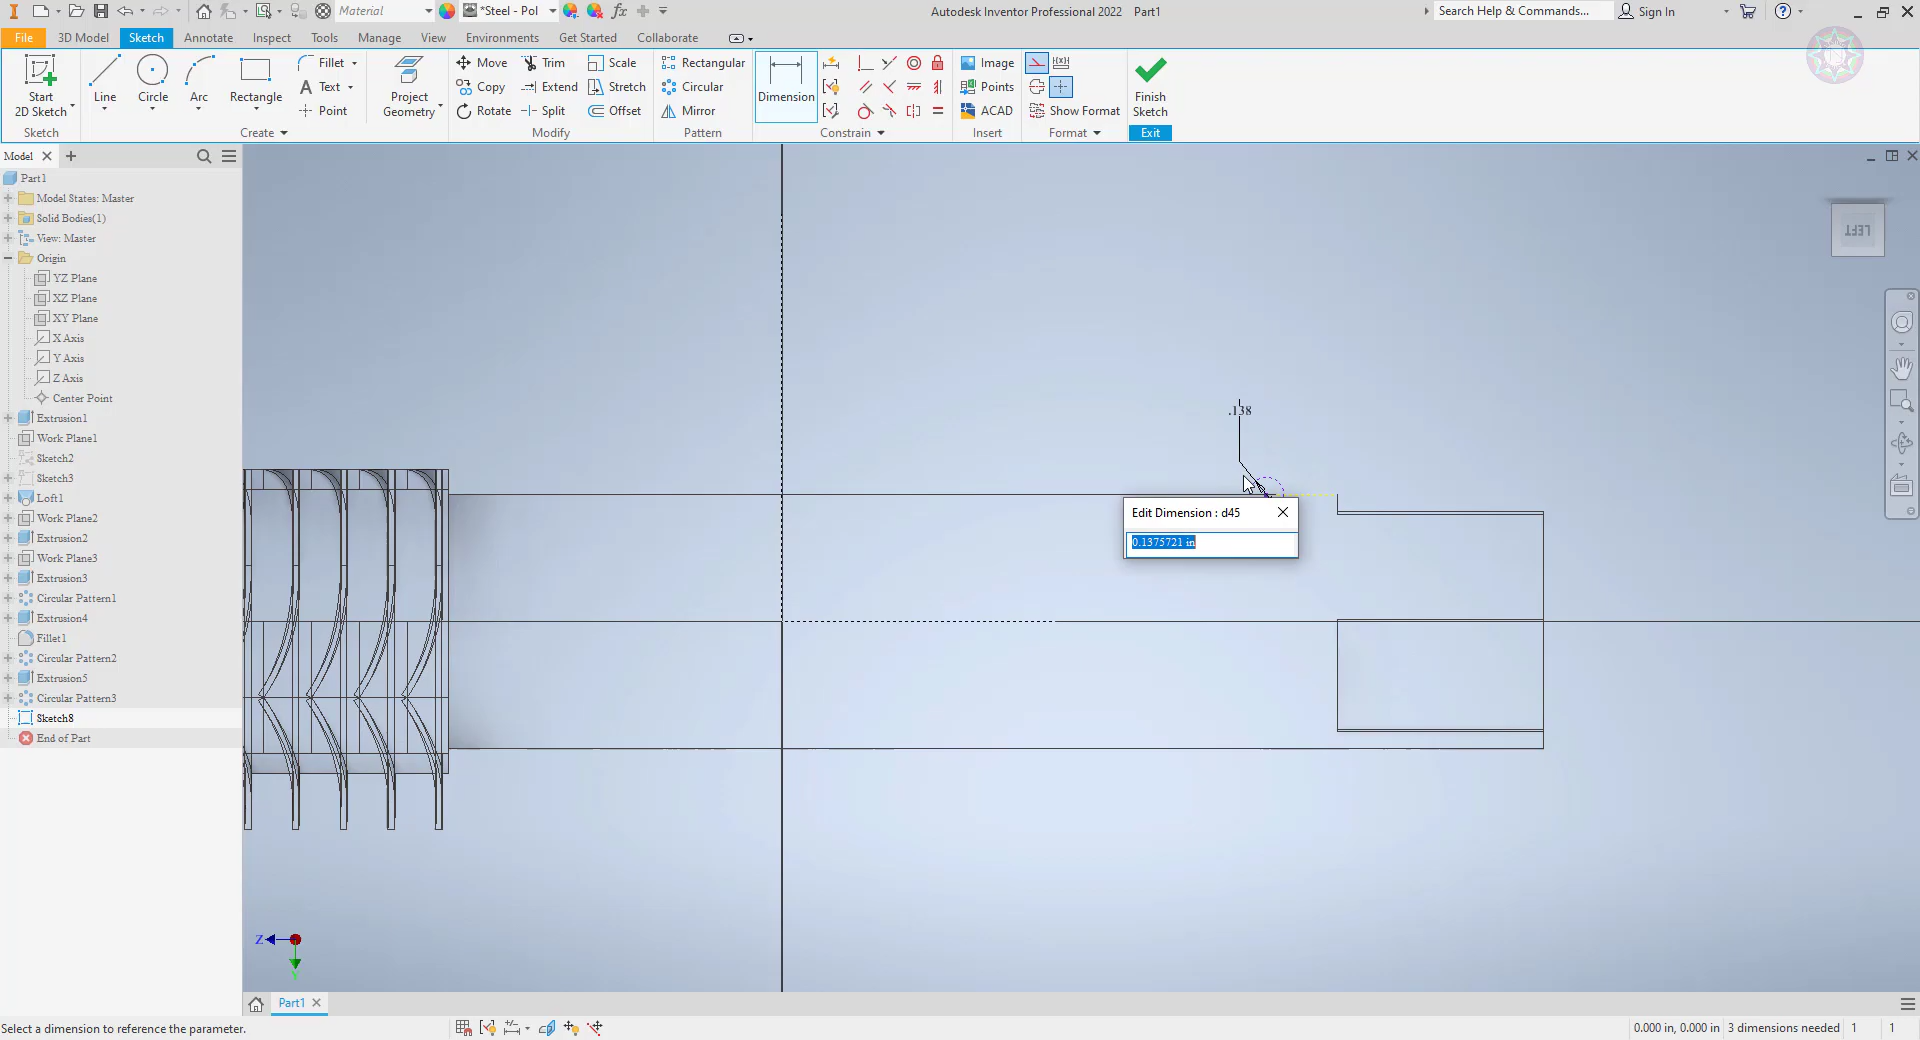 Material
*Steel - Pol
Autodesk Inventor Professional 2022 Part1
Search Help & Commands...
Sign In
File
3D Model
Sketch
Annotate
Inspect
Tools
Manage
View
Environments
Get Started
Collaborate
Start
2D Sketch
Sketch
Line
Circle
Arc
Rectangle
Fillet
Text
Point
Create
Project
Geometry
Move
Trim
Scale
Copy
Extend
Stretch
Rotate
Split
Offset
Modify
Rectangular
Circular
Mirror
Pattern
Dimension
Constrain
Image
Points
ACAD
Insert
Show Format
Format
Finish
Sketch
Exit
Model
Part1
Model States: Master
Solid Bodies(1)
View: Master
Origin
YZ Plane
XZ Plane
XY Plane
X Axis
Y Axis
Z Axis
Center Point
Extrusion1
Work Plane1
Sketch2
Sketch3
Loft1
Work Plane2
Extrusion2
Work Plane3
Extrusion3
Circular Pattern1
Extrusion4
Fillet1
Circular Pattern2
Extrusion5
Circular Pattern3
Sketch8
End of Part
LEFT
.138
Edit Dimension : d45
0.1375721 in
Z
Y
Part1
Select a dimension to reference the parameter.
0.000 in, 0.000 in 3 dimensions needed 1 1